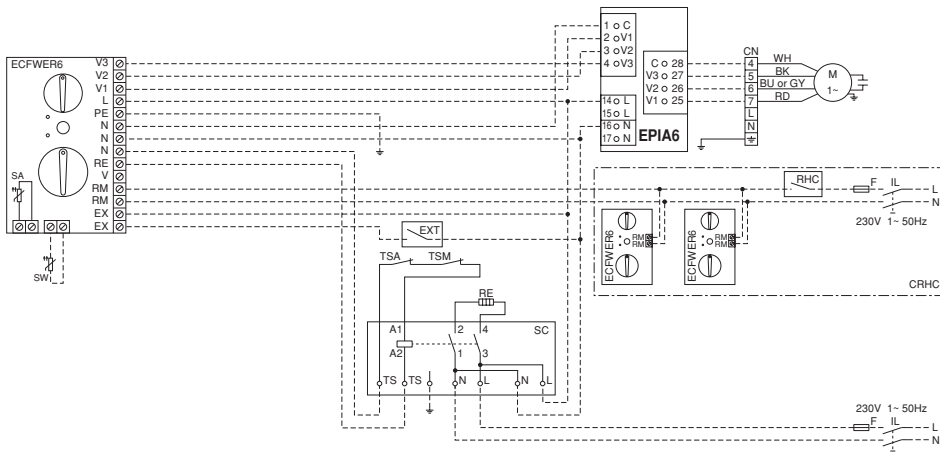 ECFWER6
V3
V2
V1
L
PE
N
N
N
RE
V
RM
RM
EX
EX
SA
SW
1 C
2 V1
3 V2
4 V3
14 L
15 L
16 N
17 N
C 28
V3 27
V2 26
V1 25
EPIA6
CN
4
5
6
7
L
N
WH
BK
BU or GY
RD
M
1~
RHC
F
IL
L
N
230V 1~ 50Hz
ECFWER6
RM
RM
ECFWER6
RM
RM
CRHC
EXT
TSA
TSM
RE
A1
A2
2
4
1
3
SC
TS
TS
N
L
N
L
230V 1~ 50Hz
F
IL
L
N